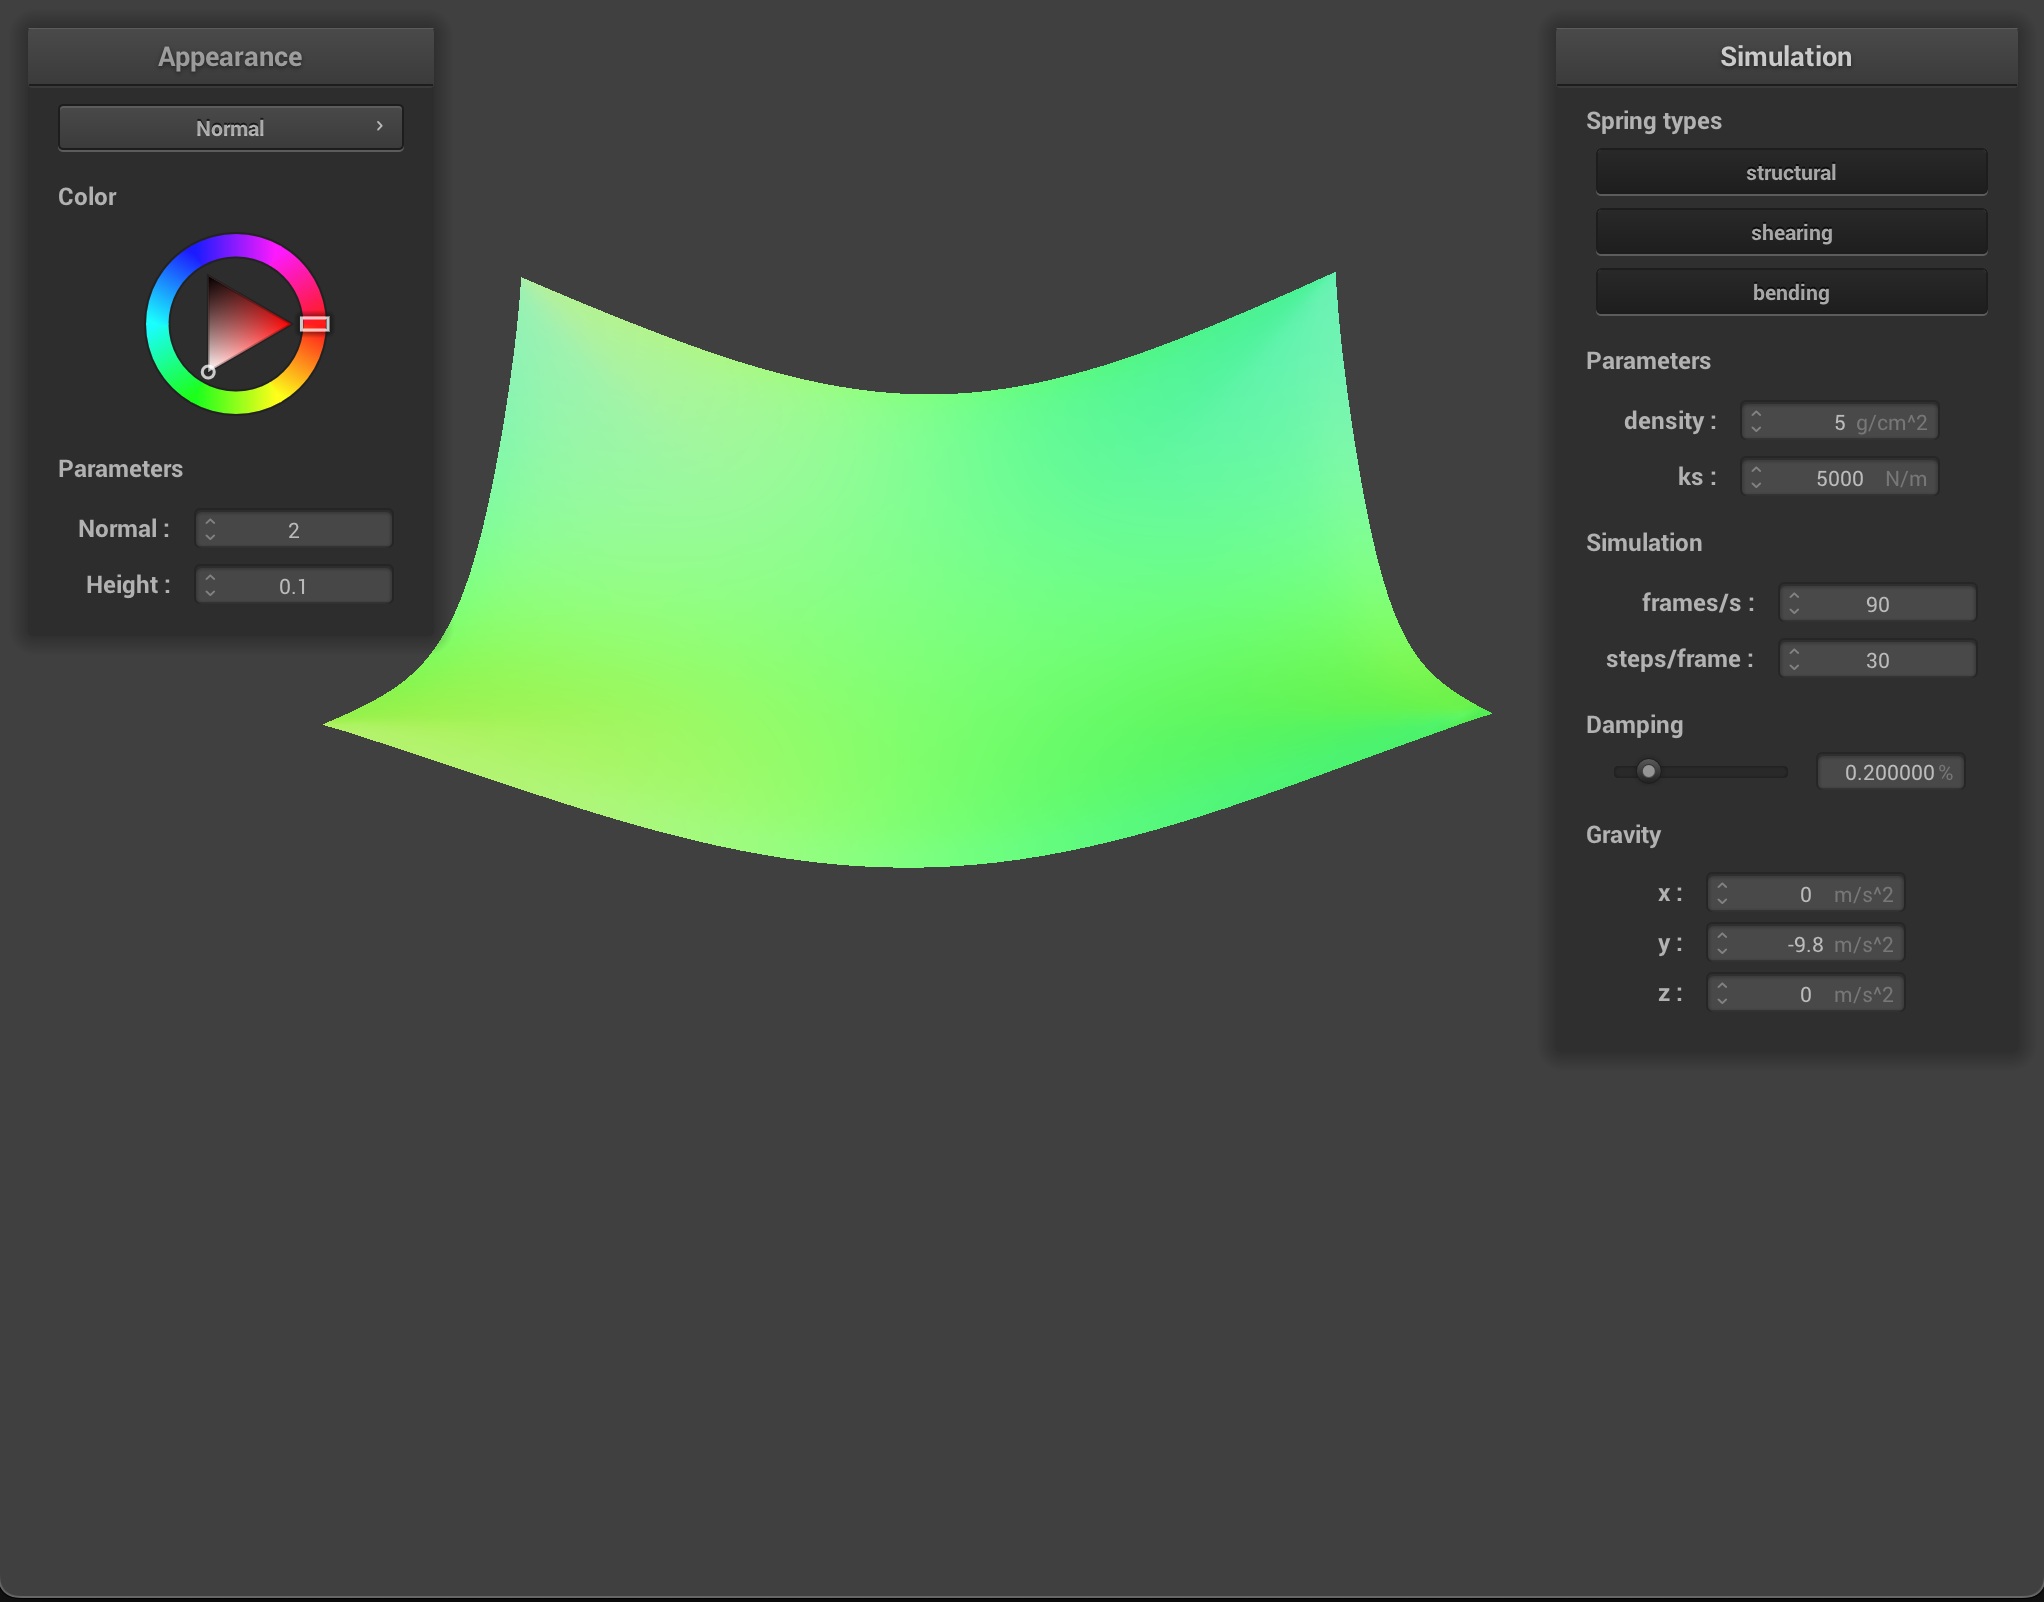 Appearance
Normal
Color
Parameters
Normal : 2
Height : 0.1
Simulation
Spring types
structural
shearing
bending
Parameters
density : 5 g/cm^2
ks : 5000 N/m
Simulation
frames/s : 90
steps/frame : 30
Damping
0.200000 %
Gravity
x : 0 m/s^2
y : -9.8 m/s^2
z : 0 m/s^2